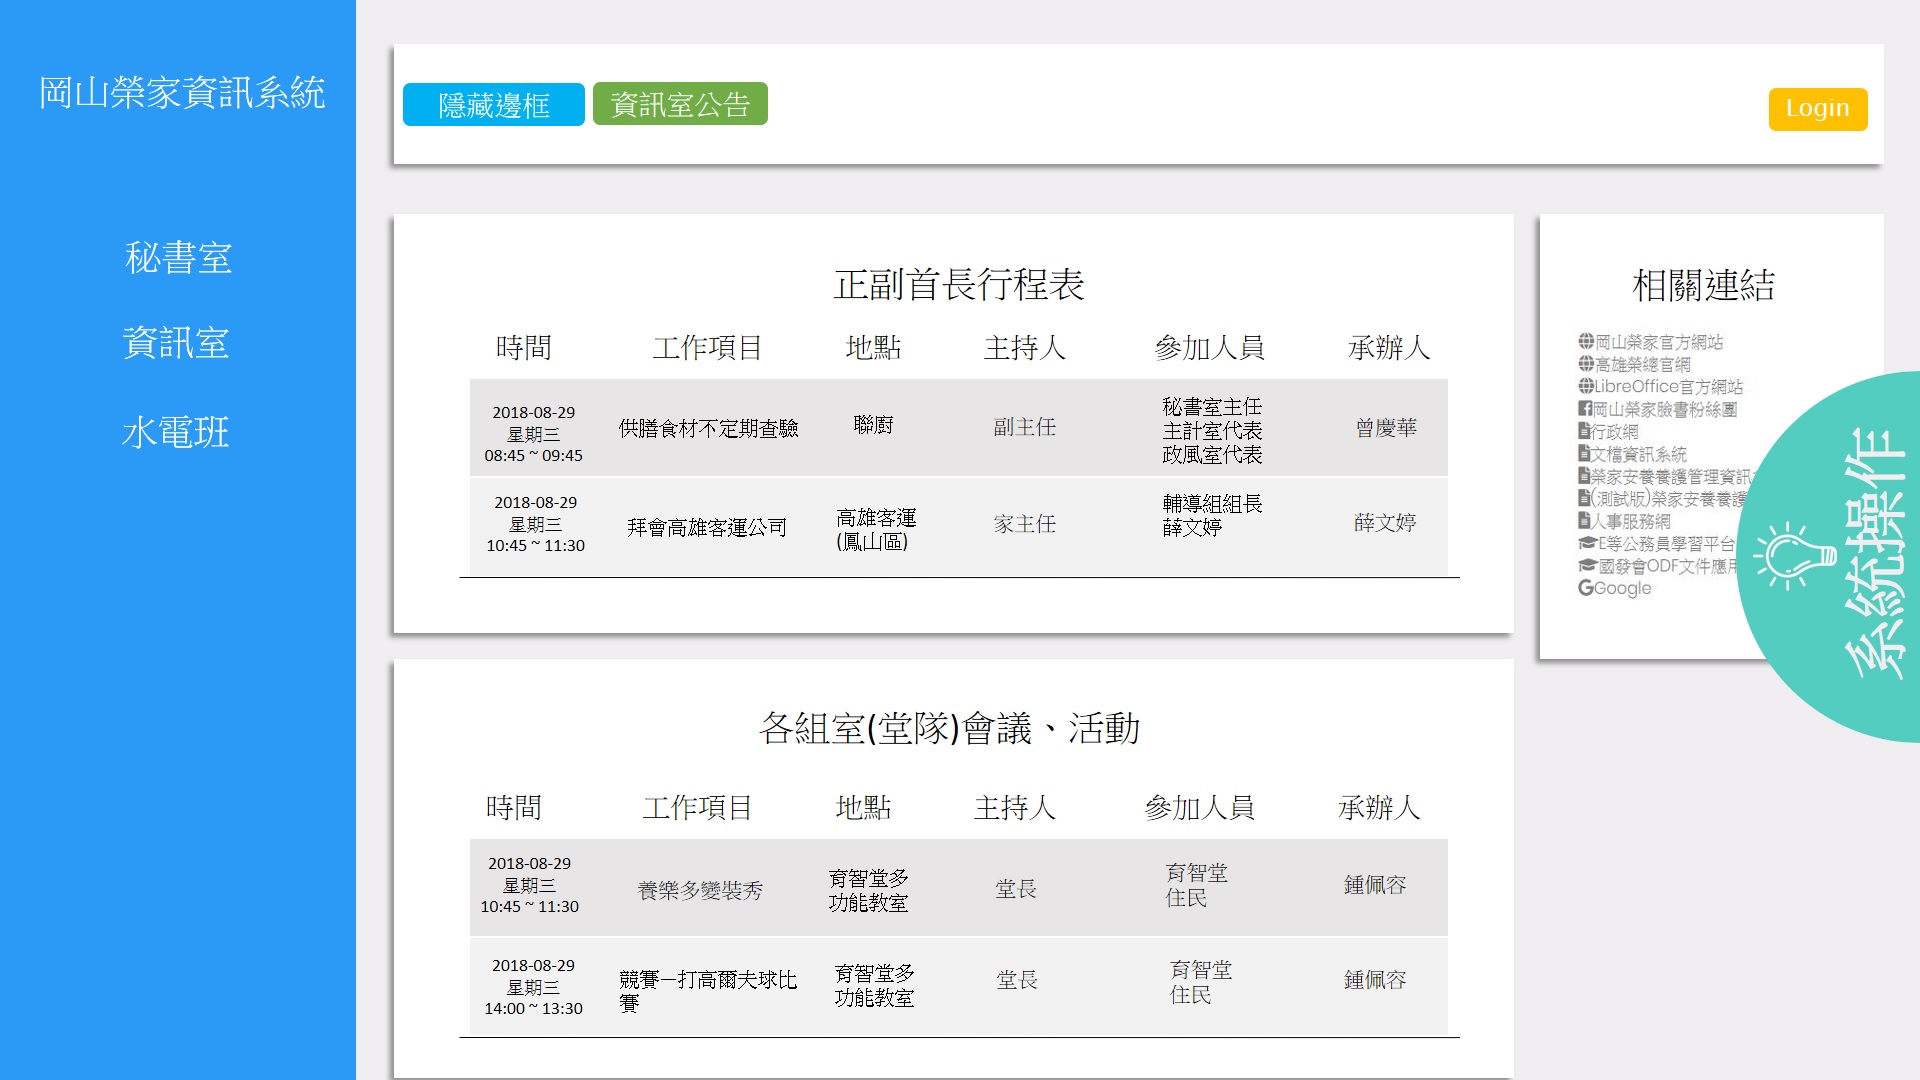 岡山榮家資訊系統
秘書室
資訊室
水電班
隱藏邊框
資訊室公告
Login
正副首長行程表
時間 工作項目 地點 主持人 參加人員 承辦人
2018-08-29
星期三
08:45 ~ 09:45
供膳食材不定期查驗
聯廚
副主任
秘書室主任
主計室代表
政風室代表
曾慶華
2018-08-29
星期三
10:45 ~ 11:30
拜會高雄客運公司
高雄客運
(鳳山區)
家主任
輔導組組長
薛文婷
薛文婷
相關連結
岡山榮家官方網站
高雄榮總官網
LibreOffice官方網站
岡山榮家臉書粉絲團
行政網
文檔資訊系統
榮家安養養護管理資訊
(測試版)榮家安養養護
人事服務網
E等公務員學習平台
國發會ODF文件應用
Google
系統操作
各組室(堂隊)會議、活動
時間 工作項目 地點 主持人 參加人員 承辦人
2018-08-29
星期三
10:45 ~ 11:30
養樂多變裝秀
育智堂多
功能教室
堂長
育智堂
住民
鍾佩容
2018-08-29
星期三
14:00 ~ 13:30
競賽－打高爾夫球比
賽
育智堂多
功能教室
堂長
育智堂
住民
鍾佩容